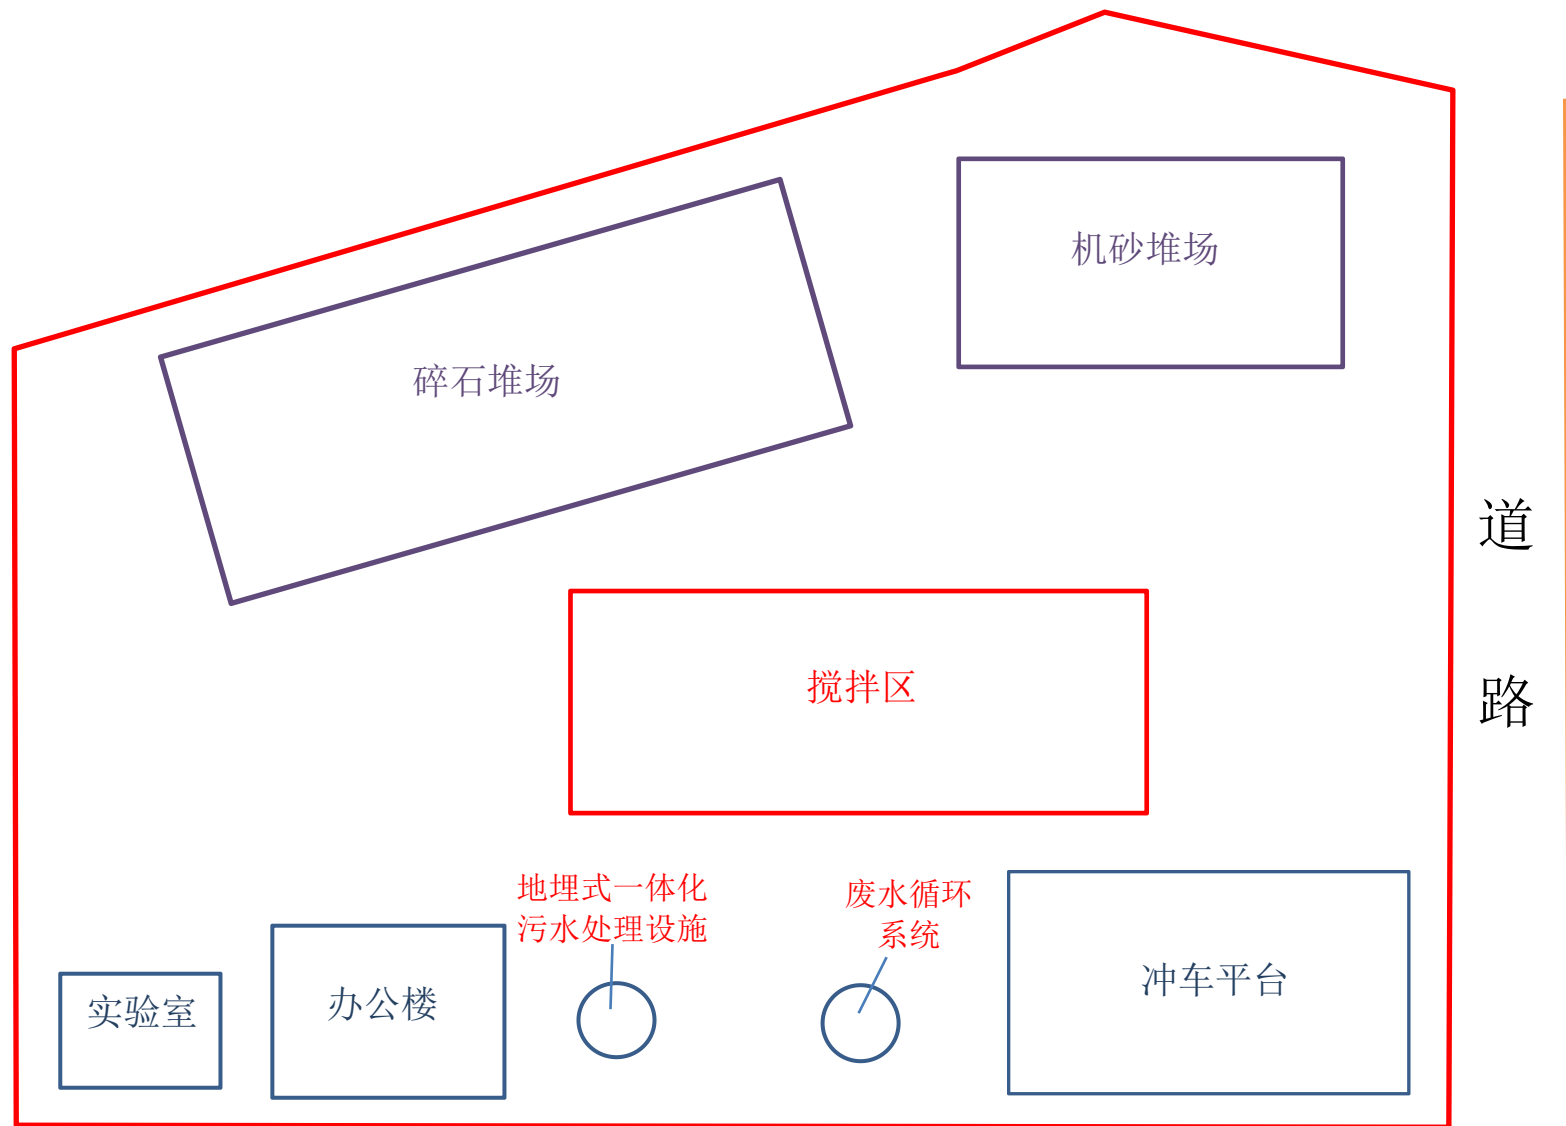 机砂堆场
碎石堆场
道
路
搅拌区
地埋式一体化
污水处理设施
废水循环
系统
冲车平台
办公楼
实验室